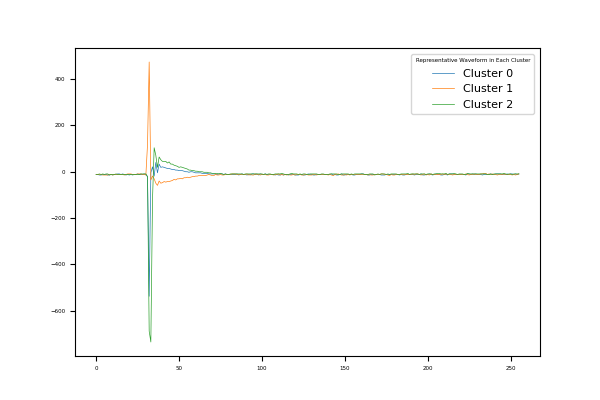 Representative Waveform in Each Cluster
Cluster 0
Cluster 1
Cluster 2
400
200
0
−200
−400
−600
0 50 100 150 200 250